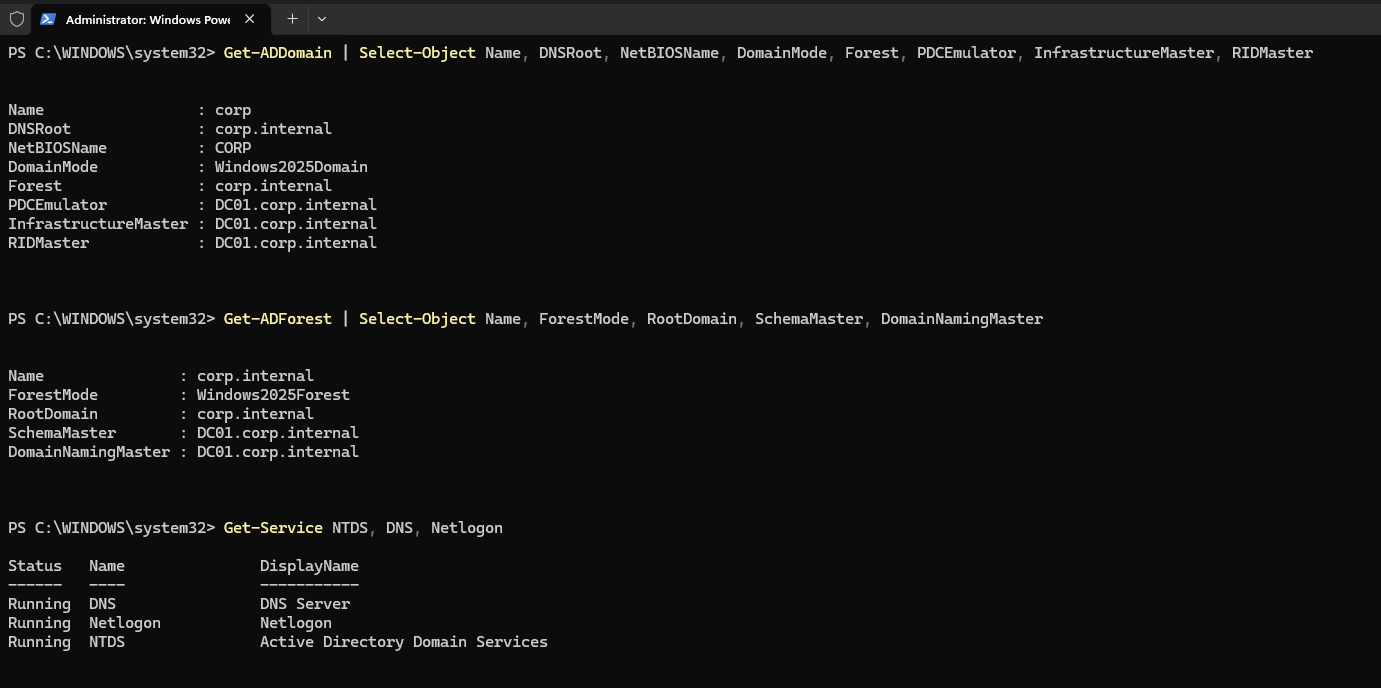 Administrator: Windows Powe
PS C:\WINDOWS\system32> Get-ADDomain | Select-Object Name, DNSRoot, NetBIOSName, DomainMode, Forest, PDCEmulator, InfrastructureMaster, RIDMaster
Name                 : corp
DNSRoot              : corp.internal
NetBIOSName          : CORP
DomainMode           : Windows2025Domain
Forest               : corp.internal
PDCEmulator          : DC01.corp.internal
InfrastructureMaster : DC01.corp.internal
RIDMaster            : DC01.corp.internal
PS C:\WINDOWS\system32> Get-ADForest | Select-Object Name, ForestMode, RootDomain, SchemaMaster, DomainNamingMaster
Name               : corp.internal
ForestMode         : Windows2025Forest
RootDomain         : corp.internal
SchemaMaster       : DC01.corp.internal
DomainNamingMaster : DC01.corp.internal
PS C:\WINDOWS\system32> Get-Service NTDS, DNS, Netlogon
Status   Name               DisplayName
------   ----               -----------
Running  DNS                DNS Server
Running  Netlogon           Netlogon
Running  NTDS               Active Directory Domain Services